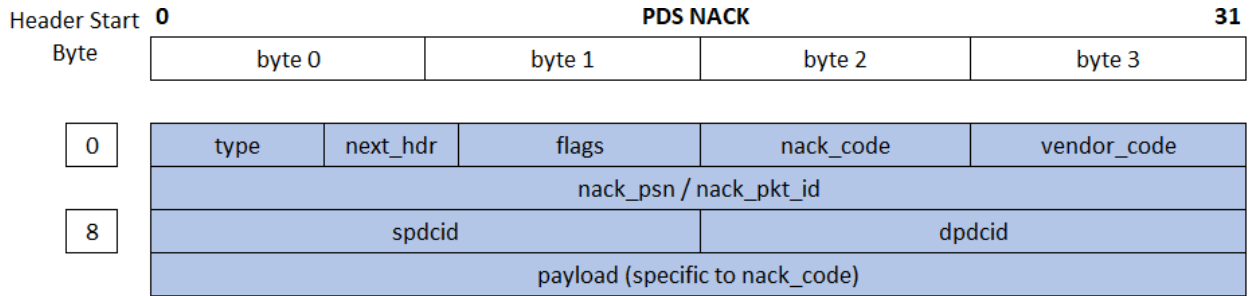 Header Start 0 PDS NACK 31
Byte byte 0 byte 1 byte 2 byte 3
0 type next_hdr flags nack_code vendor_code
nack_psn / nack_pkt_id
8 spdcid dpdcid
payload (specific to nack_code)